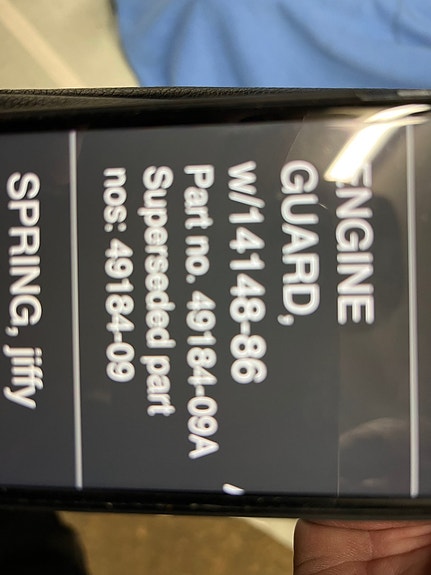 ENGINE
GUARD,
w/14148-86
Part no. 49184-09A
Superseded part
nos: 49184-09
SPRING, jiffy